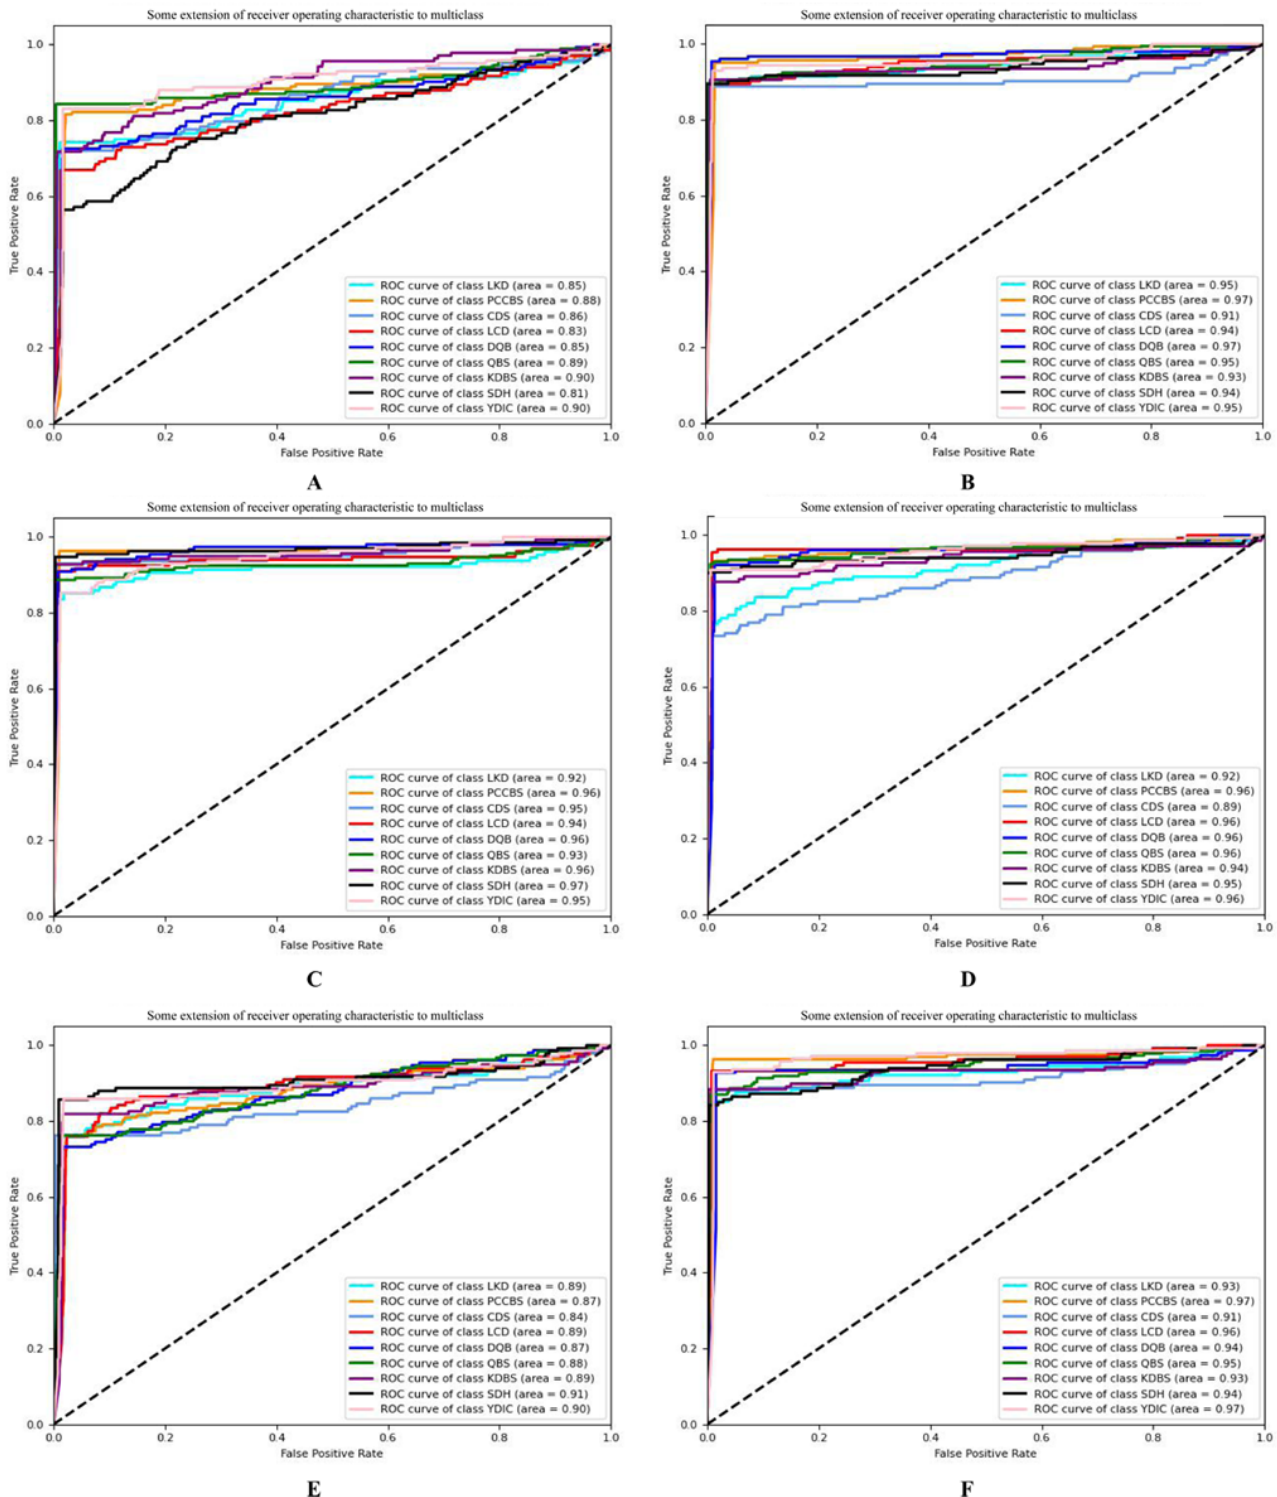 Some extension of receiver operating characteristic to multiclass
1.0
0.8
0.6
0.4
0.2
0.0
True Positive Rate
ROC curve of class LKD (area = 0.85)
ROC curve of class PCCBS (area = 0.88)
ROC curve of class CDS (area = 0.86)
ROC curve of class LCD (area = 0.83)
ROC curve of class DQB (area = 0.85)
ROC curve of class QBS (area = 0.89)
ROC curve of class KDBS (area = 0.90)
ROC curve of class SDH (area = 0.81)
ROC curve of class YDIC (area = 0.90)
0.0 0.2 0.4 0.6 0.8 1.0
False Positive Rate
A
Some extension of receiver operating characteristic to multiclass
1.0
0.8
0.6
0.4
0.2
0.0
True Positive Rate
ROC curve of class LKD (area = 0.95)
ROC curve of class PCCBS (area = 0.97)
ROC curve of class CDS (area = 0.91)
ROC curve of class LCD (area = 0.94)
ROC curve of class DQB (area = 0.97)
ROC curve of class QBS (area = 0.95)
ROC curve of class KDBS (area = 0.93)
ROC curve of class SDH (area = 0.94)
ROC curve of class YDIC (area = 0.95)
0.0 0.2 0.4 0.6 0.8 1.0
False Positive Rate
B
Some extension of receiver operating characteristic to multiclass
1.0
0.8
0.6
0.4
0.2
0.0
True Positive Rate
ROC curve of class LKD (area = 0.92)
ROC curve of class PCCBS (area = 0.96)
ROC curve of class CDS (area = 0.95)
ROC curve of class LCD (area = 0.94)
ROC curve of class DQB (area = 0.96)
ROC curve of class QBS (area = 0.93)
ROC curve of class KDBS (area = 0.96)
ROC curve of class SDH (area = 0.97)
ROC curve of class YDIC (area = 0.95)
0.0 0.2 0.4 0.6 0.8 1.0
False Positive Rate
C
Some extension of receiver operating characteristic to multiclass
1.0
0.8
0.6
0.4
0.2
0.0
True Positive Rate
ROC curve of class LKD (area = 0.92)
ROC curve of class PCCBS (area = 0.96)
ROC curve of class CDS (area = 0.89)
ROC curve of class LCD (area = 0.96)
ROC curve of class DQB (area = 0.96)
ROC curve of class QBS (area = 0.96)
ROC curve of class KDBS (area = 0.94)
ROC curve of class SDH (area = 0.95)
ROC curve of class YDIC (area = 0.96)
0.0 0.2 0.4 0.6 0.8 1.0
False Positive Rate
D
Some extension of receiver operating characteristic to multiclass
1.0
0.8
0.6
0.4
0.2
0.0
True Positive Rate
ROC curve of class LKD (area = 0.89)
ROC curve of class PCCBS (area = 0.87)
ROC curve of class CDS (area = 0.84)
ROC curve of class LCD (area = 0.89)
ROC curve of class DQB (area = 0.87)
ROC curve of class QBS (area = 0.88)
ROC curve of class KDBS (area = 0.89)
ROC curve of class SDH (area = 0.91)
ROC curve of class YDIC (area = 0.90)
0.0 0.2 0.4 0.6 0.8 1.0
False Positive Rate
E
Some extension of receiver operating characteristic to multiclass
1.0
0.8
0.6
0.4
0.2
0.0
True Positive Rate
ROC curve of class LKD (area = 0.93)
ROC curve of class PCCBS (area = 0.97)
ROC curve of class CDS (area = 0.91)
ROC curve of class LCD (area = 0.96)
ROC curve of class DQB (area = 0.94)
ROC curve of class QBS (area = 0.95)
ROC curve of class KDBS (area = 0.93)
ROC curve of class SDH (area = 0.94)
ROC curve of class YDIC (area = 0.97)
0.0 0.2 0.4 0.6 0.8 1.0
False Positive Rate
F